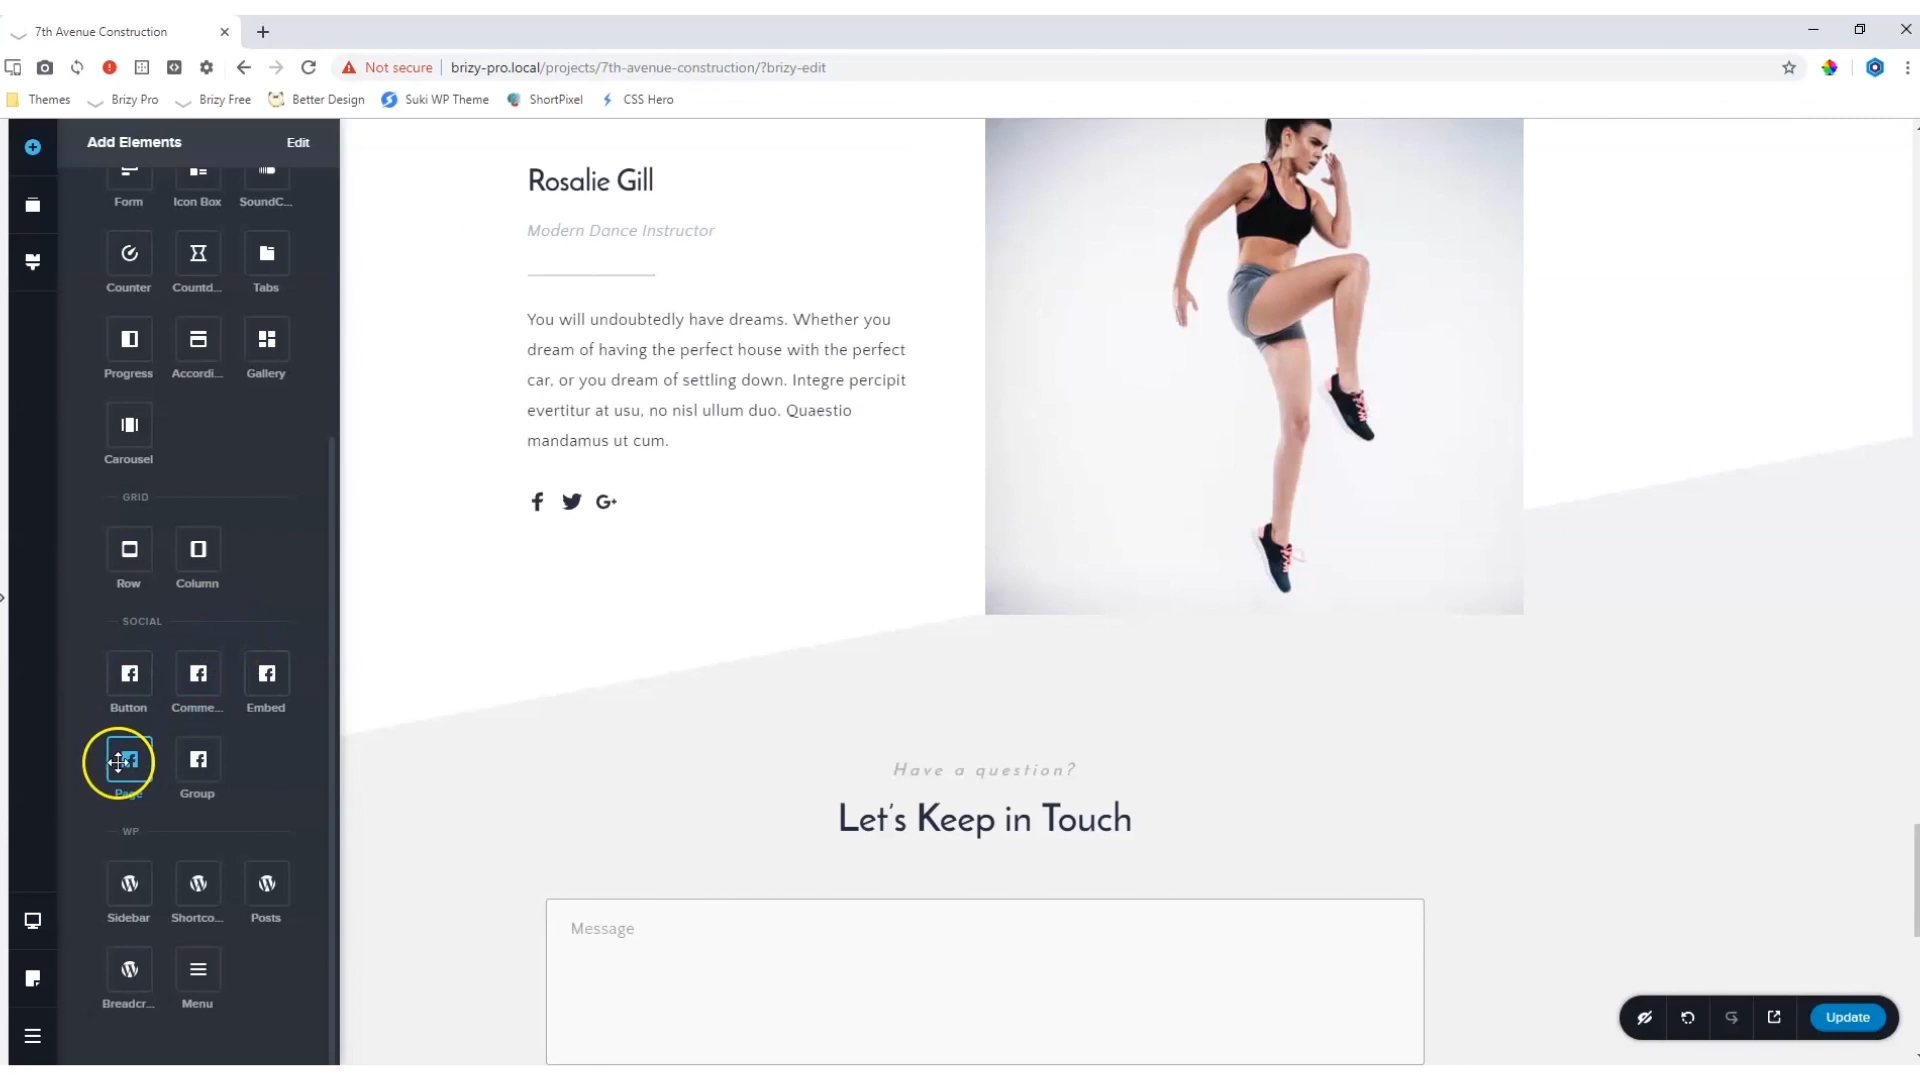 7th Avenue Construction
Not secure
brizy-pro.local/projects/7th-avenue-construction/?brizy-edit
Themes
Brizy Pro
Brizy Free
Better Design
Suki WP Theme
ShortPixel
CSS Hero
Add Elements
Edit
Form
Icon Box
SoundC...
Counter
Countd...
Tabs
Progress
Accordi...
Gallery
Carousel
GRID
Row
Column
SOCIAL
Button
Comme...
Embed
Page
Group
WP
Sidebar
Shortco...
Posts
Breadcr...
Menu
Rosalie Gill
Modern Dance Instructor
You will undoubtedly have dreams. Whether you
dream of having the perfect house with the perfect
car, or you dream of settling down. Integre percipit
evertitur at usu, no nisl ullum duo. Quaestio
mandamus ut cum.
Have a question?
Let's Keep in Touch
Message
Update